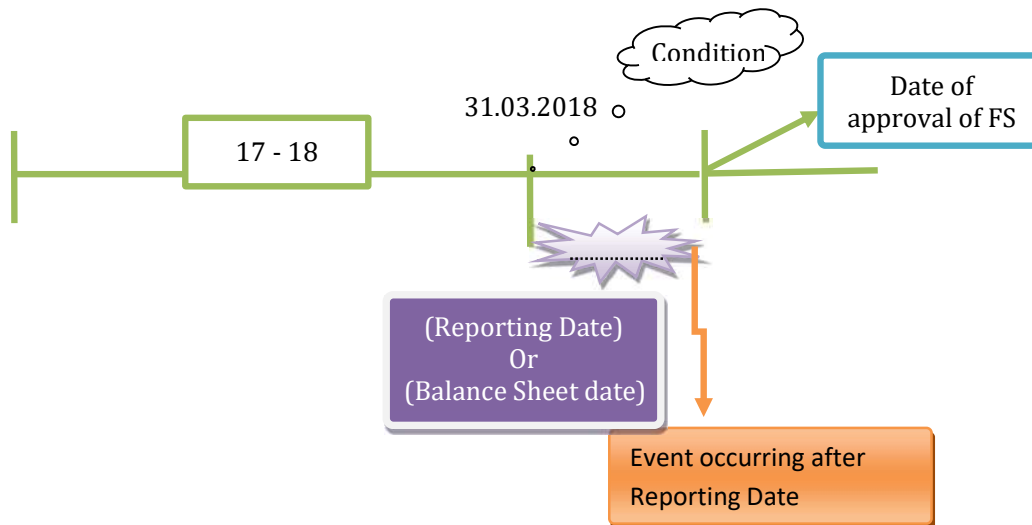 Condition
31.03.2018
Date of
approval of FS
17 - 18
...................
(Reporting Date)
Or
(Balance Sheet date)
Event occurring after
Reporting Date